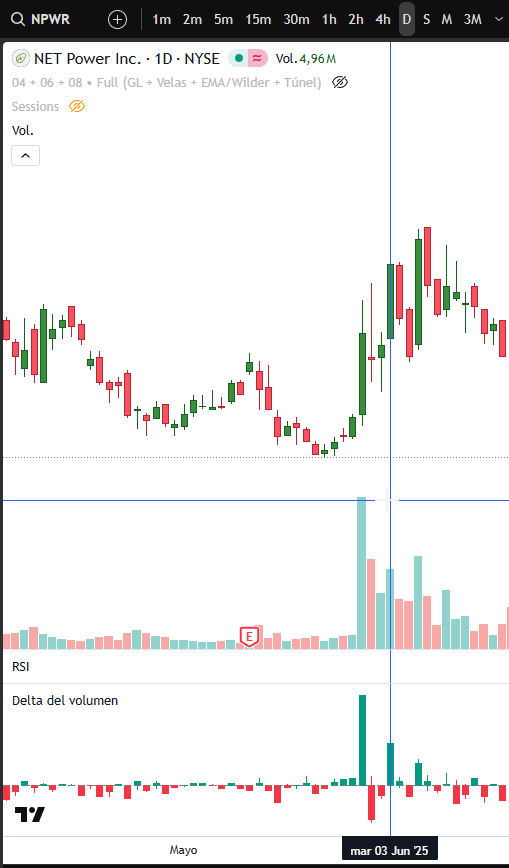 NPWR 1m 2m 5m 15m 30m 1h 2h 4h D S M 3M
NET Power Inc. · 1D · NYSE Vol. 4,96 M
04 + 06 + 08 • Full (GL + Velas + EMA/Wilder + Túnel)
Sessions
Vol.
E
RSI
Delta del volumen
Mayo mar 03 Jun '25